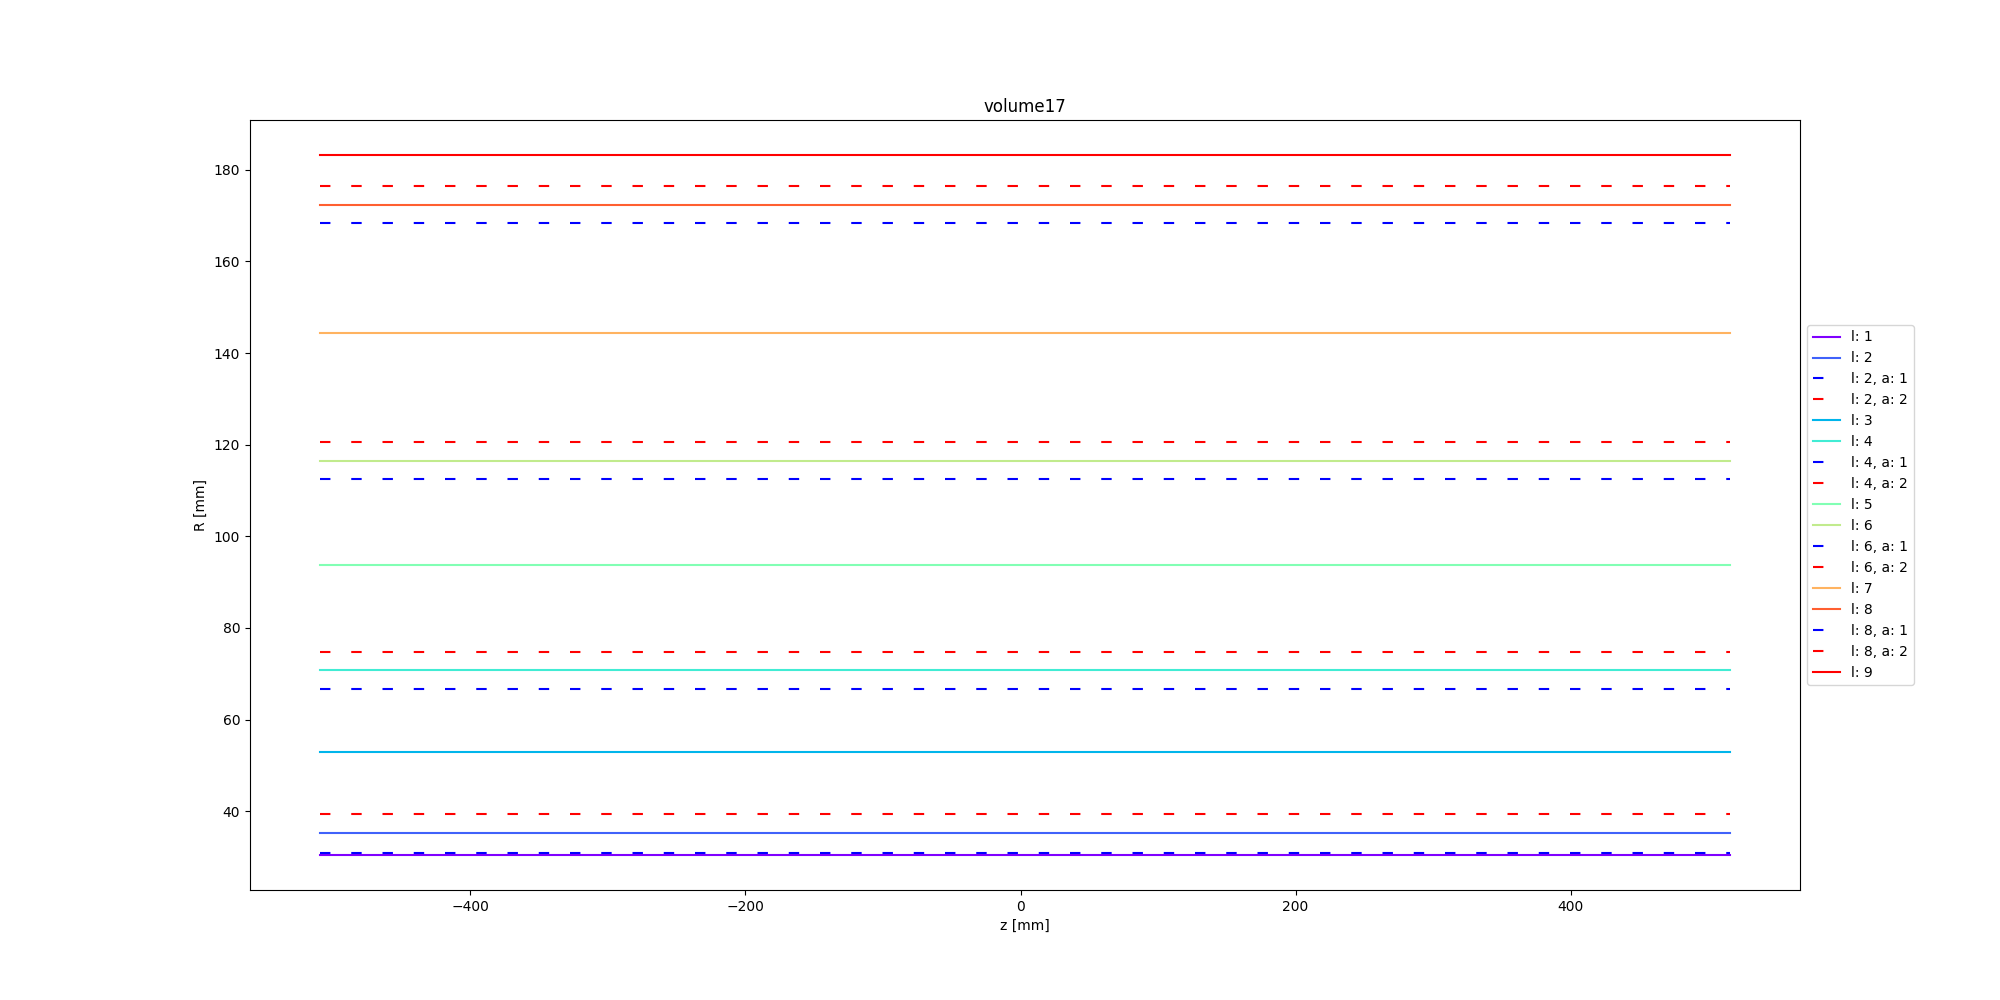 volume17
180
160
140
120
100
80
60
40
R [mm]
−400
−200
0
200
400
z [mm]
l: 1
l: 2
l: 2, a: 1
l: 2, a: 2
l: 3
l: 4
l: 4, a: 1
l: 4, a: 2
l: 5
l: 6
l: 6, a: 1
l: 6, a: 2
l: 7
l: 8
l: 8, a: 1
l: 8, a: 2
l: 9